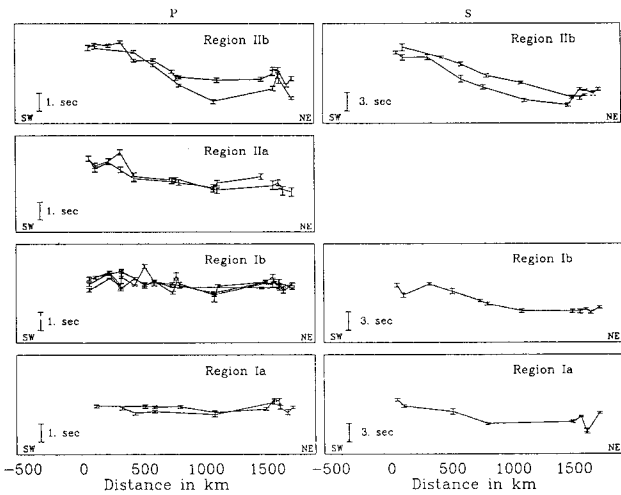 P
S
Region IIb
1. sec
SW
NE
Region IIb
3. sec
SW
NE
Region IIa
1. sec
SW
NE
Region Ib
1. sec
SW
NE
Region Ib
3. sec
SW
NE
Region Ia
1. sec
SW
NE
Region Ia
3. sec
SW
NE
−500 0 500 1000 1500
Distance in km
0 500 1000 1500
Distance in km